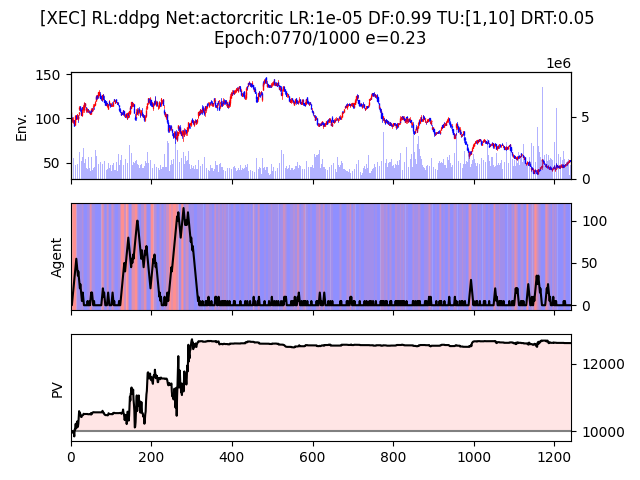 [XEC] RL:ddpg Net:actorcritic LR:1e-05 DF:0.99 TU:[1,10] DRT:0.05
Epoch:0770/1000 e=0.23
1e6
150
100
50
Env.
5
0
Agent
100
50
0
PV
12000
10000
0
200
400
600
800
1000
1200